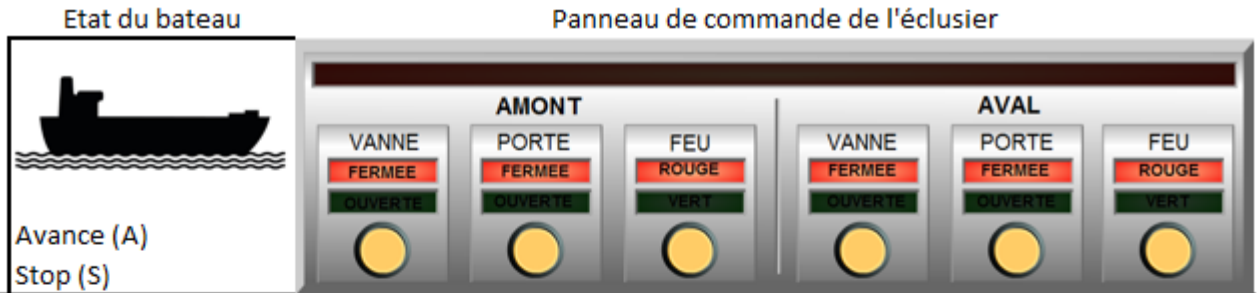 Etat du bateau
Panneau de commande de l'éclusier
AMONT
AVAL
VANNE PORTE FEU VANNE PORTE FEU
FERMEE FERMEE ROUGE FERMEE FERMEE ROUGE
OUVERTE OUVERTE VERT OUVERTE OUVERTE VERT
Avance (A)
Stop (S)